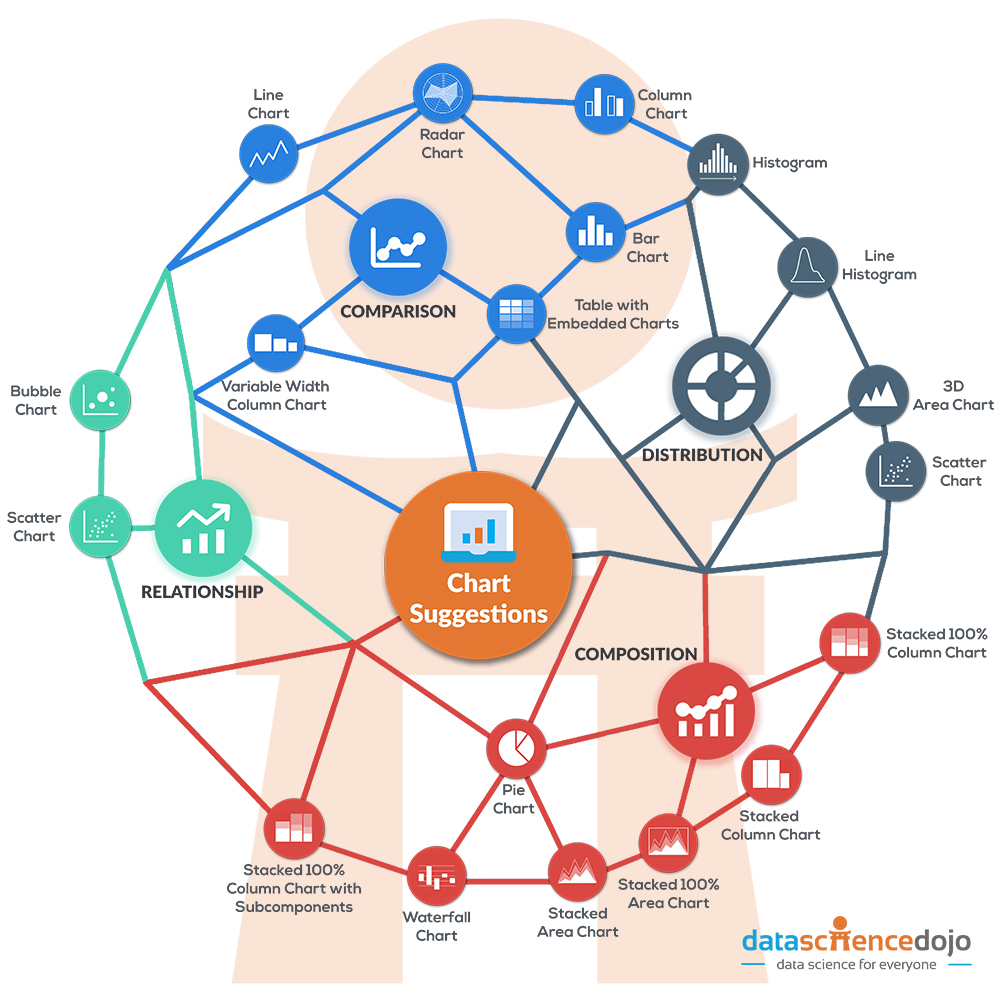 Line
Chart
Radar
Chart
Column
Chart
Histogram
Bar
Chart
Line
Histogram
COMPARISON
Table with
Embedded Charts
Variable Width
Column Chart
Bubble
Chart
3D
Area Chart
DISTRIBUTION
Scatter
Chart
Scatter
Chart
RELATIONSHIP
Chart
Suggestions
COMPOSITION
Stacked 100%
Column Chart
Pie
Chart
Stacked
Column Chart
Stacked 100%
Column Chart with
Subcomponents
Waterfall
Chart
Stacked
Area Chart
Stacked 100%
Area Chart
datasciencedojo
data science for everyone